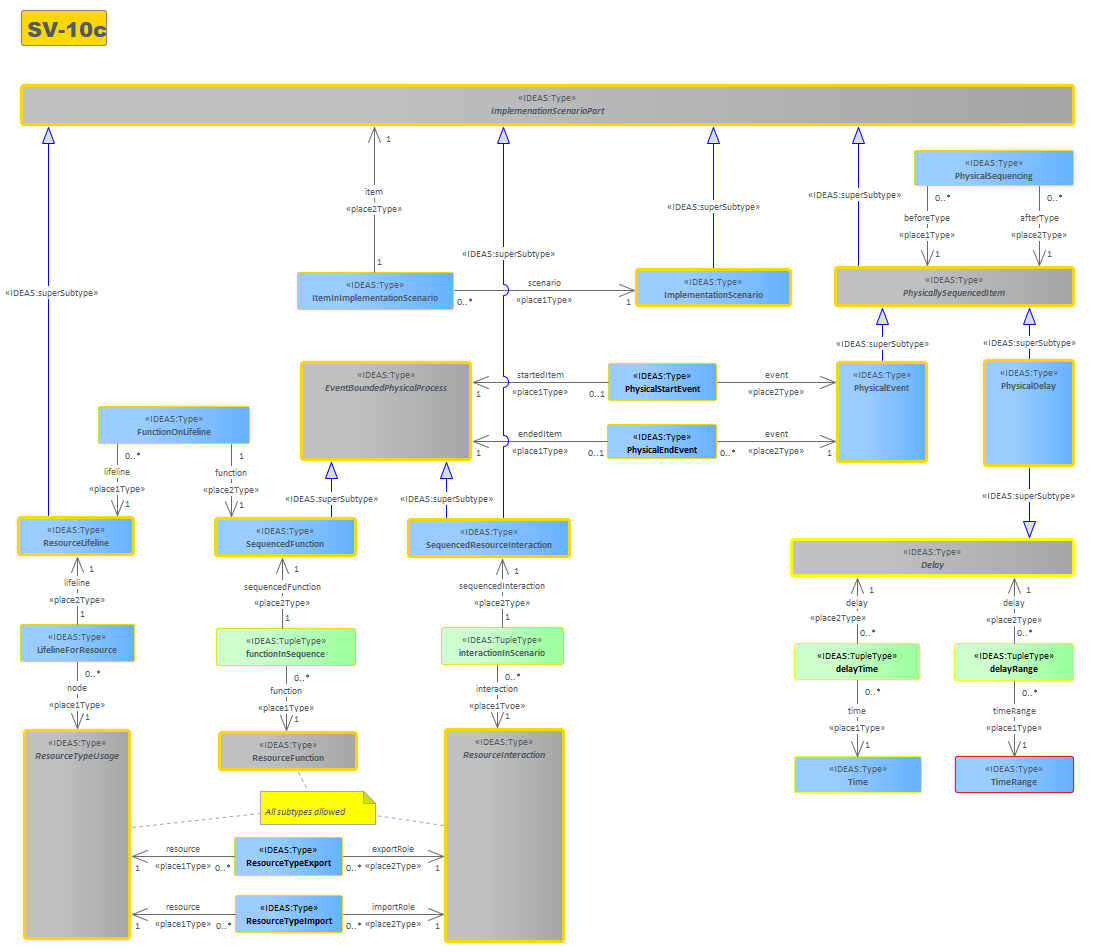 SV-10c
«IDEAS:Type»
ImplemenationScenarioPart
1
item
«place2Type»
1
«IDEAS:superSubtype»
«IDEAS:superSubtype»
«IDEAS:superSubtype»
«IDEAS:superSubtype»
«IDEAS:Type»
PhysicalSequencing
0..*
0..*
beforeType
afterType
«place1Type»
«place2Type»
1
1
«IDEAS:Type»
ItemInImplementationScenario
0..*
scenario
«place1Type»
1
«IDEAS:Type»
ImplementationScenario
«IDEAS:Type»
PhysicallySequencedItem
«IDEAS:superSubtype»
«IDEAS:superSubtype»
«IDEAS:Type»
EventBoundedPhysicalProcess
1
startedItem
«place1Type»
0..1
«IDEAS:Type»
PhysicalStartEvent
event
«place2Type»
«IDEAS:Type»
PhysicalEvent
«IDEAS:Type»
PhysicalDelay
1
endedItem
«place1Type»
0..1
«IDEAS:Type»
PhysicalEndEvent
0..*
event
«place2Type»
1
«IDEAS:Type»
FunctionOnLifeline
0..*
1
lifeline
function
«place1Type»
«place2Type»
1
1
«IDEAS:superSubtype»
«IDEAS:superSubtype»
«IDEAS:superSubtype»
«IDEAS:Type»
ResourceLifeline
«IDEAS:Type»
SequencedFunction
«IDEAS:Type»
SequencedResourceInteraction
«IDEAS:Type»
Delay
1
lifeline
«place2Type»
1
1
sequencedFunction
«place2Type»
1
1
sequencedInteraction
«place2Type»
1
1
delay
«place2Type»
0..*
1
delay
«place2Type»
0..*
«IDEAS:Type»
LifelineForResource
«IDEAS:TupleType»
functionInSequence
«IDEAS:TupleType»
interactionInScenario
«IDEAS:TupleType»
delayTime
«IDEAS:TupleType»
delayRange
0..*
node
«place1Type»
1
0..*
function
«place1Type»
1
0..*
interaction
«place1Type»
1
0..*
time
«place1Type»
1
0..*
timeRange
«place1Type»
1
«IDEAS:Type»
ResourceTypeUsage
«IDEAS:Type»
ResourceFunction
«IDEAS:Type»
ResourceInteraction
«IDEAS:Type»
Time
«IDEAS:Type»
TimeRange
All subtypes allowed
1
resource
«place1Type»
0..*
«IDEAS:Type»
ResourceTypeExport
0..*
exportRole
«place2Type»
1
1
resource
«place1Type»
0..*
«IDEAS:Type»
ResourceTypeImport
0..*
importRole
«place2Type»
1